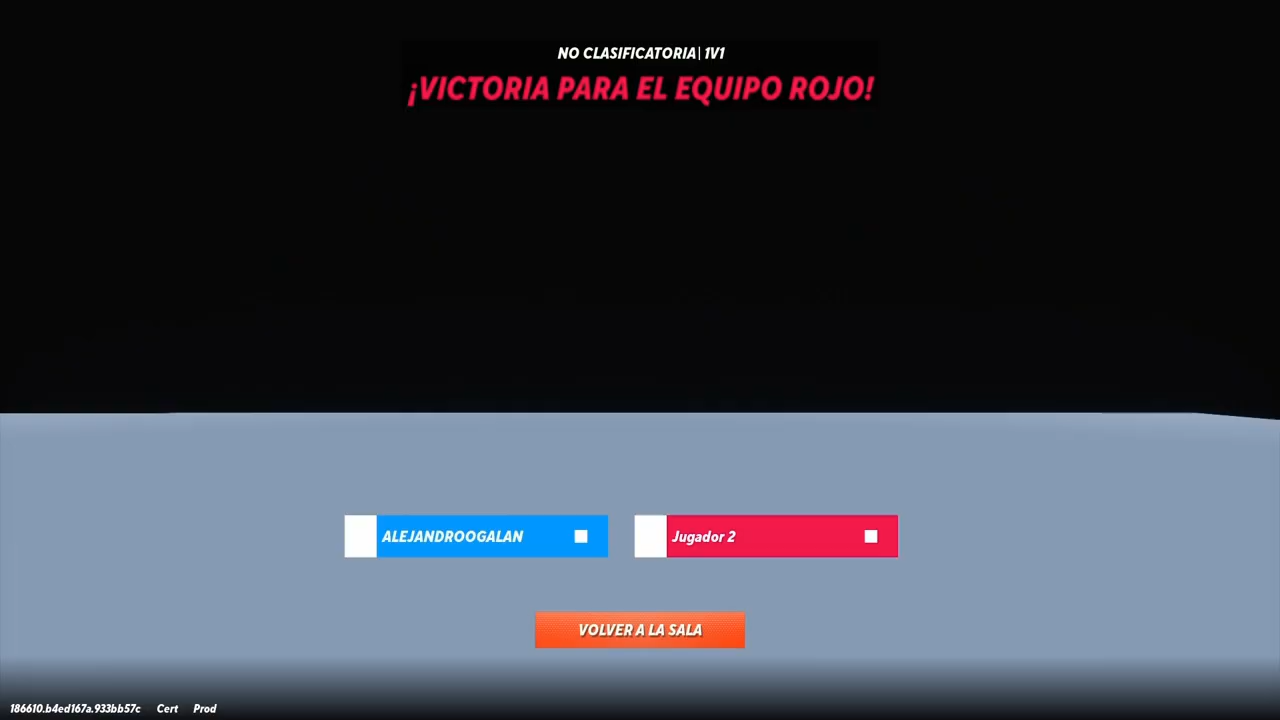 NO CLASIFICATORIA| 1V1
¡VICTORIA PARA EL EQUIPO ROJO!
ALEJANDROOGALAN
Jugador 2
VOLVER A LA SALA
186610.b4ed167a.933bb57c Cert Prod